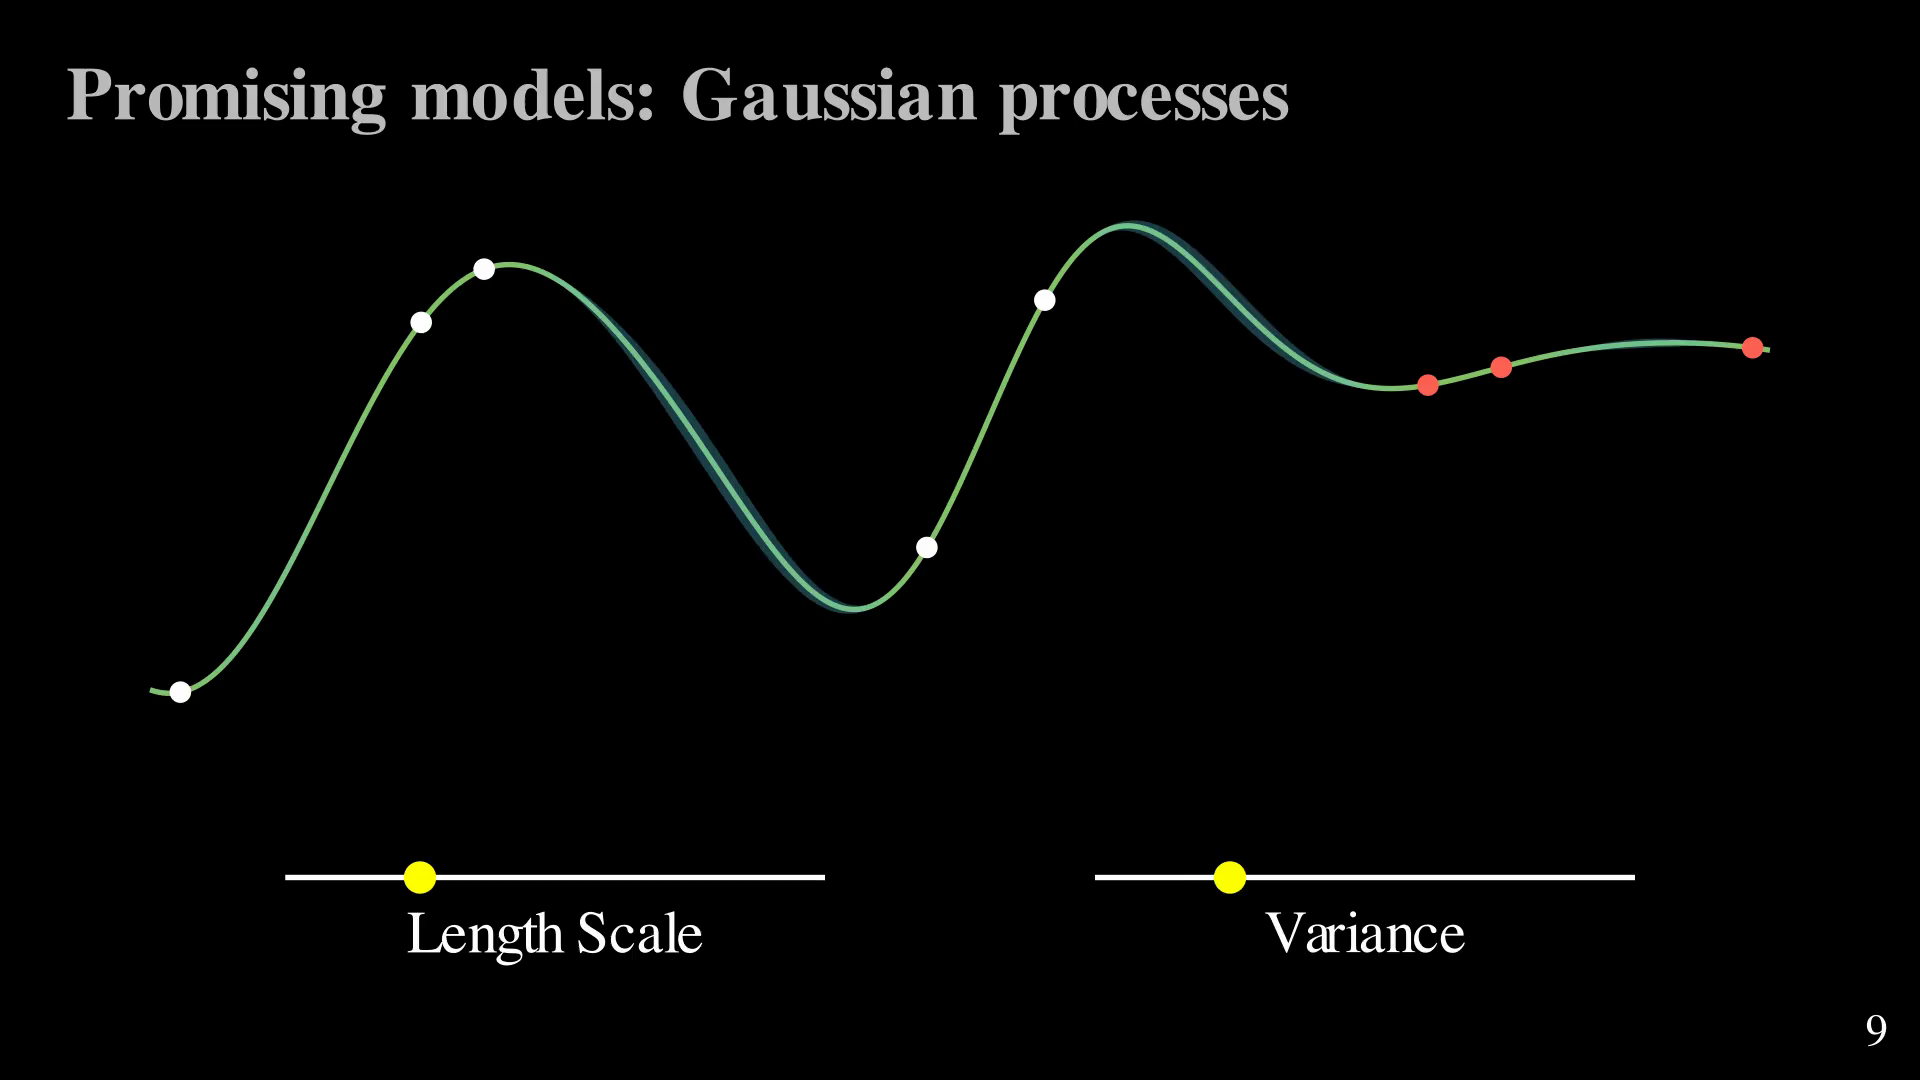 Promising models: Gaussian processes
Length Scale
Variance
9